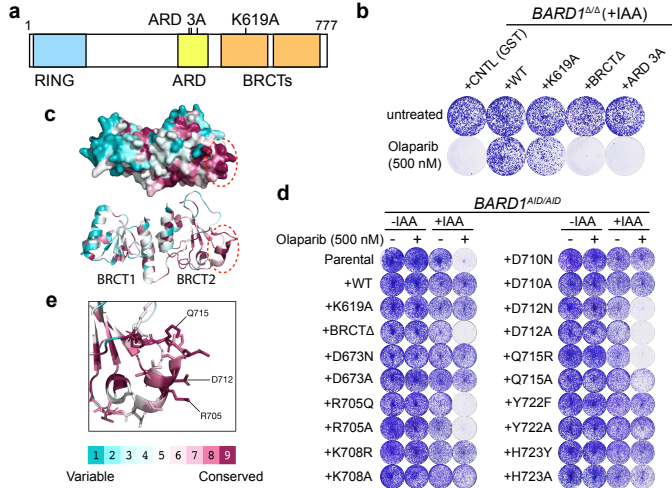 a
1
ARD 3A
K619A
777
RING
ARD
BRCTs
b
BARD1Δ/Δ (+IAA)
+CNTL (GST)
+WT
+K619A
+BRCTΔ
+ARD 3A
untreated
Olaparib
(500 nM)
c
BRCT1
BRCT2
d
BARD1AID/AID
-IAA +IAA
Olaparib (500 nM) - + - +
Parental
+WT
+K619A
+BRCTΔ
+D673N
+D673A
+R705Q
+R705A
+K708R
+K708A
-IAA +IAA
- + - +
+D710N
+D710A
+D712N
+D712A
+Q715R
+Q715A
+Y722F
+Y722A
+H723Y
+H723A
e
Q715
D712
R705
1 2 3 4 5 6 7 8 9
Variable Conserved